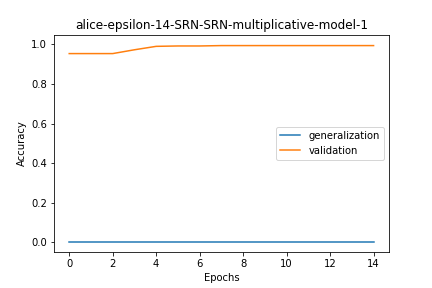 alice-epsilon-14-SRN-SRN-multiplicative-model-1
1.0
0.8
0.6
0.4
0.2
0.0
Accuracy
generalization
validation
0 2 4 6 8 10 12 14
Epochs